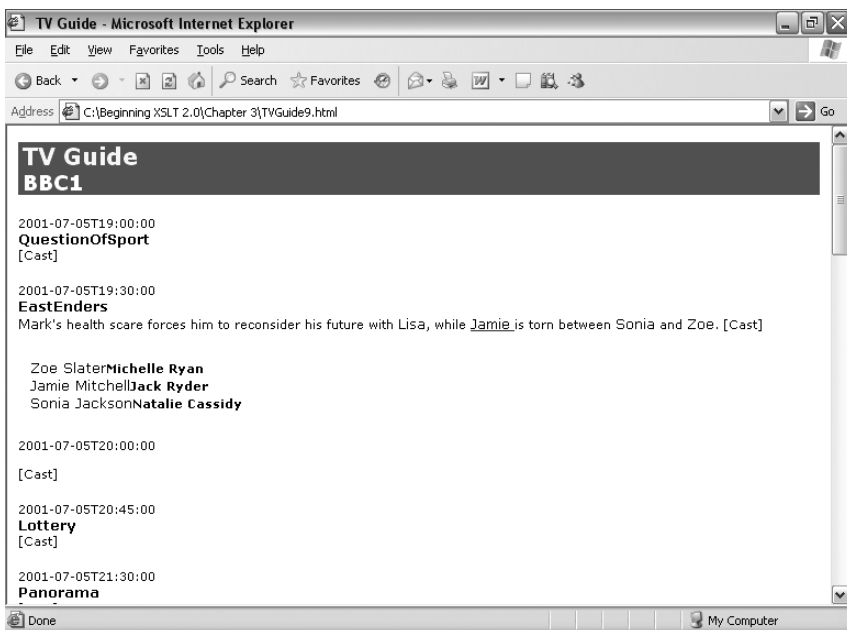 TV Guide - Microsoft Internet Explorer
File Edit View Favorites Tools Help
Back Search Favorites
Address C:\Beginning XSLT 2.0\Chapter 3\TVGuide9.html Go
TV Guide
BBC1
2001-07-05T19:00:00
QuestionOfSport
[Cast]
2001-07-05T19:30:00
EastEnders
Mark's health scare forces him to reconsider his future with Lisa, while Jamie is torn between Sonia and Zoe. [Cast]
Zoe SlaterMichelle Ryan
Jamie MitchellJack Ryder
Sonia JacksonNatalie Cassidy
2001-07-05T20:00:00
[Cast]
2001-07-05T20:45:00
Lottery
[Cast]
2001-07-05T21:30:00
Panorama
Done My Computer